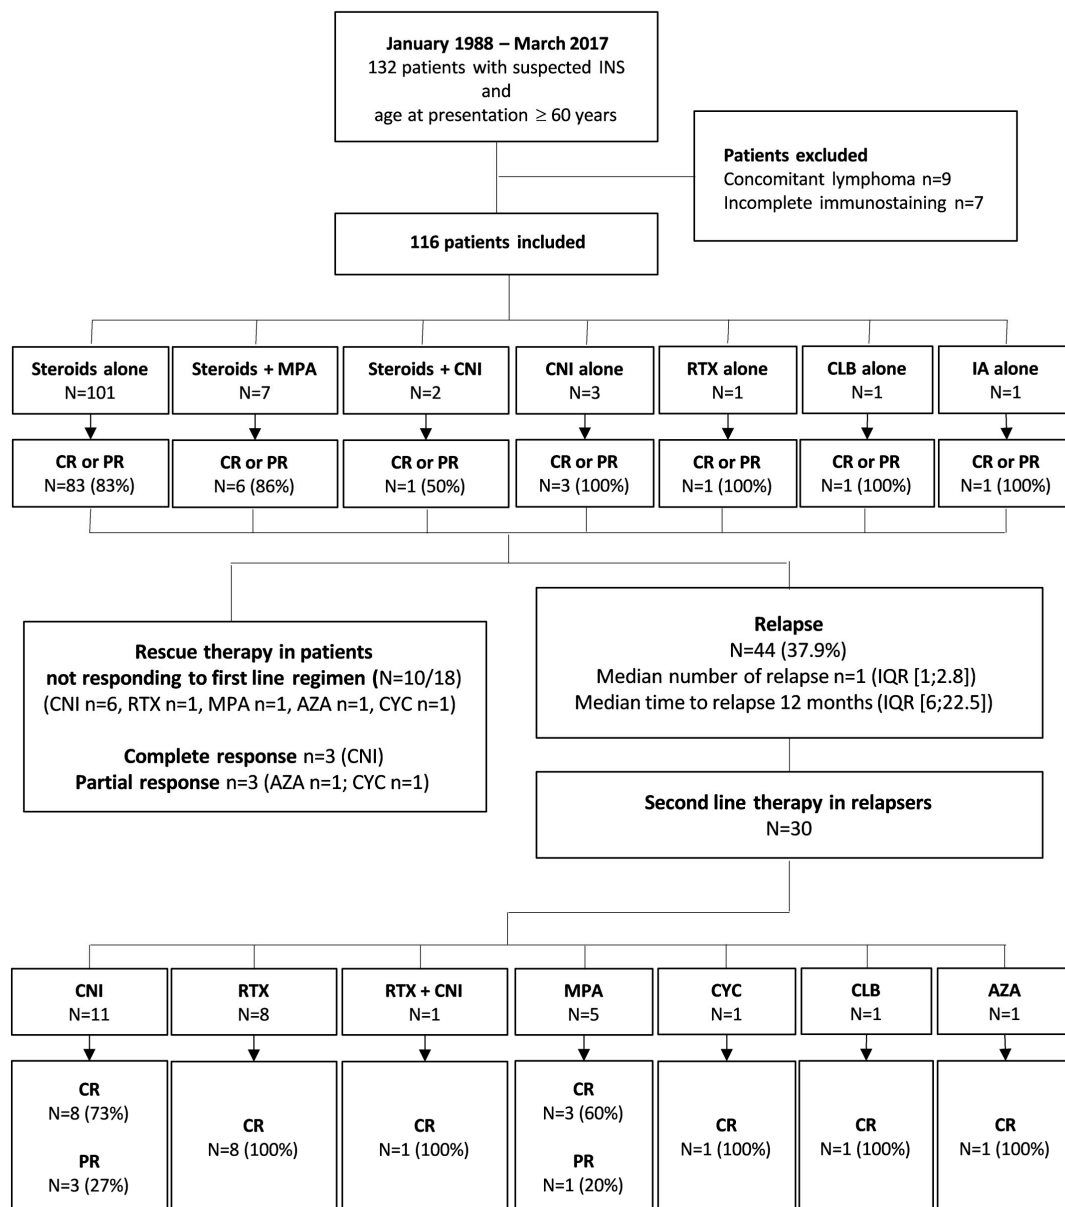 January 1988 – March 2017
132 patients with suspected INS
and
age at presentation ≥ 60 years
Patients excluded
Concomitant lymphoma n=9
Incomplete immunostaining n=7
116 patients included
Steroids alone
N=101
Steroids + MPA
N=7
Steroids + CNI
N=2
CNI alone
N=3
RTX alone
N=1
CLB alone
N=1
IA alone
N=1
CR or PR
N=83 (83%)
CR or PR
N=6 (86%)
CR or PR
N=1 (50%)
CR or PR
N=3 (100%)
CR or PR
N=1 (100%)
CR or PR
N=1 (100%)
CR or PR
N=1 (100%)
Rescue therapy in patients
not responding to first line regimen (N=10/18)
(CNI n=6, RTX n=1, MPA n=1, AZA n=1, CYC n=1)
Complete response n=3 (CNI)
Partial response n=3 (AZA n=1; CYC n=1)
Relapse
N=44 (37.9%)
Median number of relapse n=1 (IQR [1;2.8])
Median time to relapse 12 months (IQR [6;22.5])
Second line therapy in relapsers
N=30
CNI
N=11
RTX
N=8
RTX + CNI
N=1
MPA
N=5
CYC
N=1
CLB
N=1
AZA
N=1
CR
N=8 (73%)
PR
N=3 (27%)
CR
N=8 (100%)
CR
N=1 (100%)
CR
N=3 (60%)
PR
N=1 (20%)
CR
N=1 (100%)
CR
N=1 (100%)
CR
N=1 (100%)